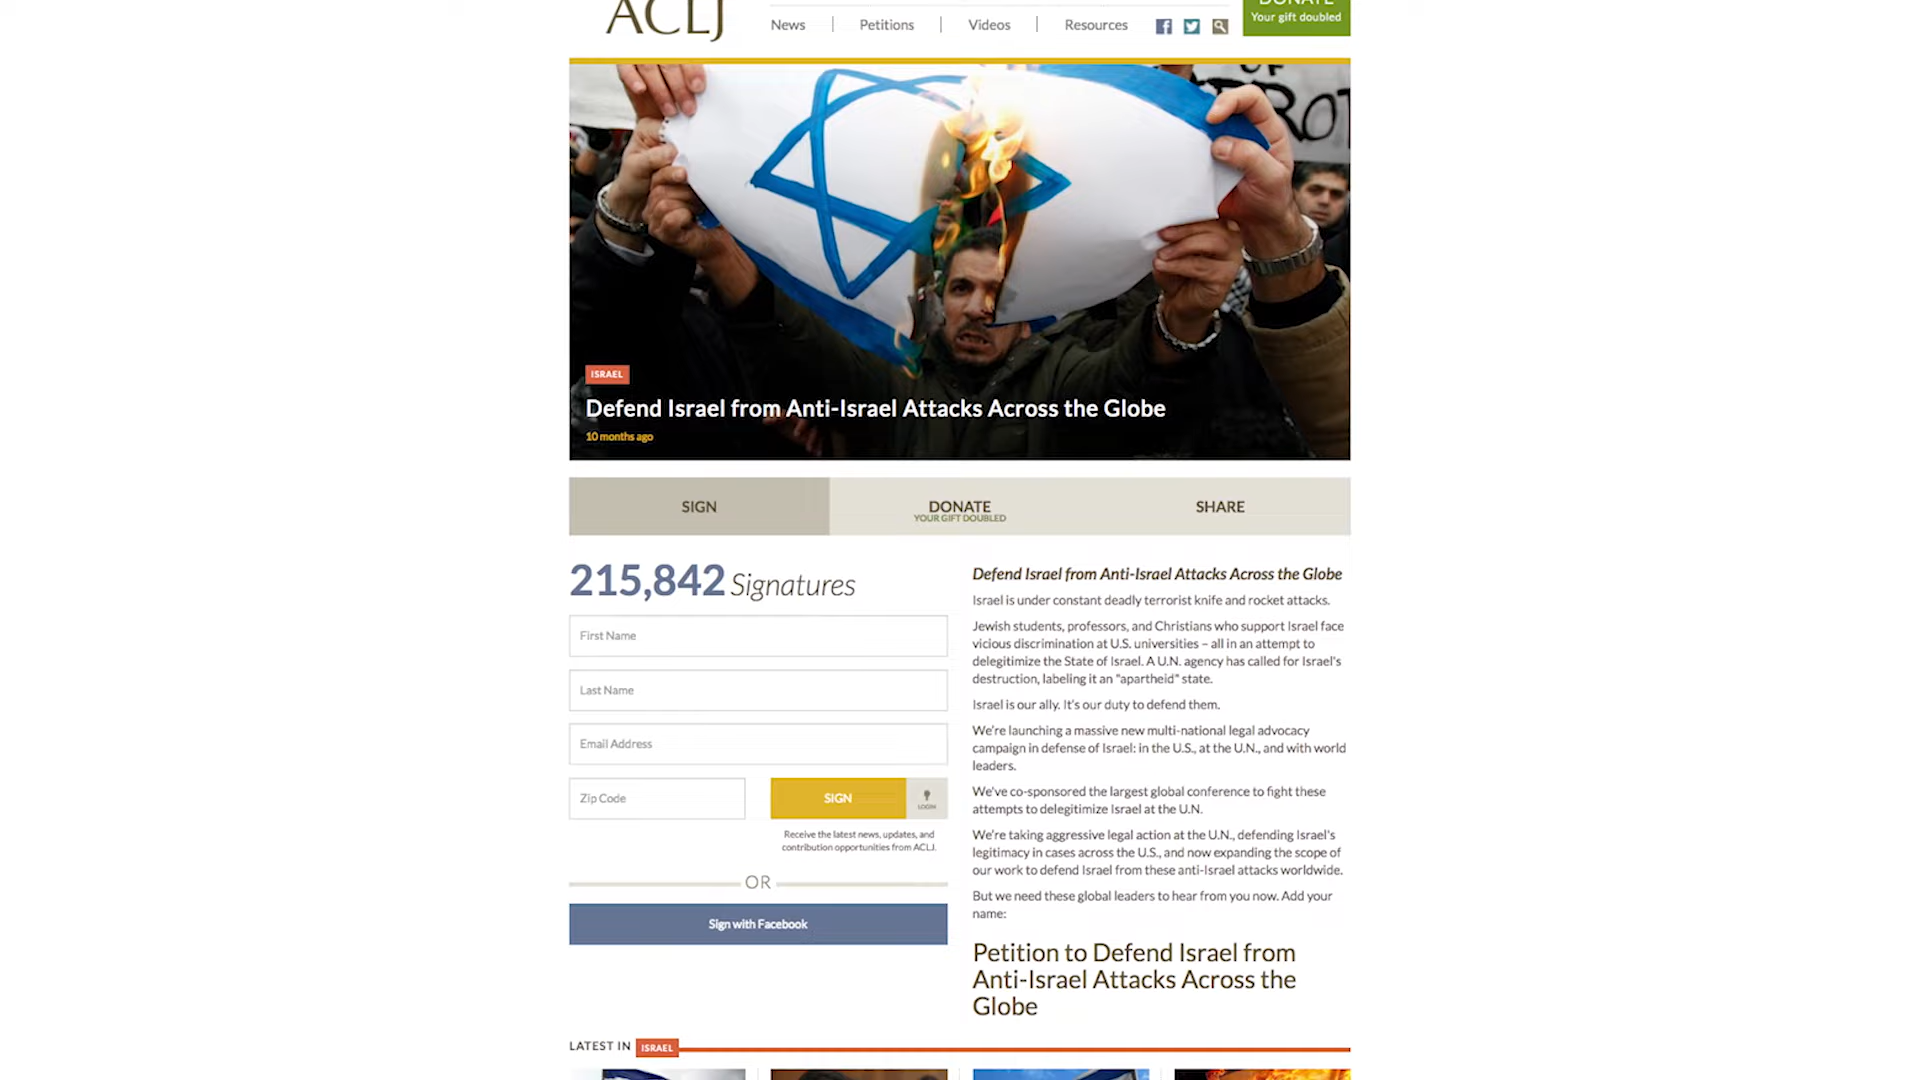 ACLJ
News
Petitions
Videos
Resources
DONATE
Your gift doubled
ISRAEL
Defend Israel from Anti-Israel Attacks Across the Globe
10 months ago
SIGN
DONATE
YOUR GIFT DOUBLED
SHARE
215,842 Signatures
First Name
Last Name
Email Address
Zip Code
SIGN
LOGIN
Receive the latest news, updates, and
contribution opportunities from ACLJ.
OR
Sign with Facebook
Defend Israel from Anti-Israel Attacks Across the Globe
Israel is under constant deadly terrorist knife and rocket attacks.
Jewish students, professors, and Christians who support Israel face
vicious discrimination at U.S. universities – all in an attempt to
delegitimize the State of Israel. A U.N. agency has called for Israel's
destruction, labeling it an "apartheid" state.
Israel is our ally. It's our duty to defend them.
We're launching a massive new multi-national legal advocacy
campaign in defense of Israel: in the U.S., at the U.N., and with world
leaders.
We've co-sponsored the largest global conference to fight these
attempts to delegitimize Israel at the U.N.
We're taking aggressive legal action at the U.N., defending Israel's
legitimacy in cases across the U.S., and now expanding the scope of
our work to defend Israel from these anti-Israel attacks worldwide.
But we need these global leaders to hear from you now. Add your
name:
Petition to Defend Israel from
Anti-Israel Attacks Across the
Globe
LATEST IN ISRAEL